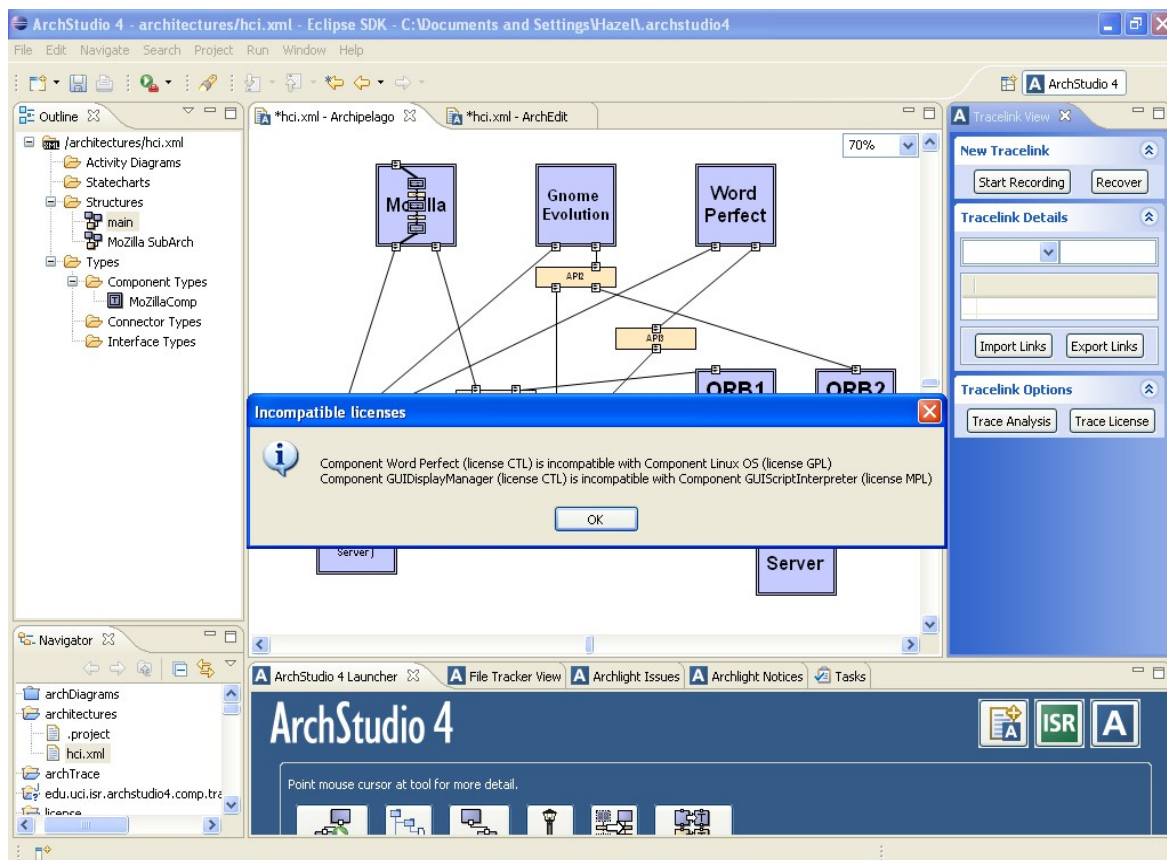 ArchStudio 4 - architectures/hci.xml - Eclipse SDK - C:\Documents and Settings\Hazel\.archstudio4
File Edit Navigate Search Project Run Window Help
ArchStudio 4
Outline
/architectures/hci.xml
Activity Diagrams
Statecharts
Structures
main
MoZilla SubArch
Types
Component Types
MoZillaComp
Connector Types
Interface Types
*hci.xml - Archipelago
*hci.xml - ArchEdit
70%
Mozilla
Gnome
Evolution
Word
Perfect
API2
API3
ORB1
ORB2
Incompatible licenses
Component Word Perfect (license CTL) is incompatible with Component Linux OS (license GPL)
Component GUIDisplayManager (license CTL) is incompatible with Component GUIScriptInterpreter (license MPL)
OK
Server)
Server
Tracelink View
New Tracelink
Start Recording Recover
Tracelink Details
Import Links Export Links
Tracelink Options
Trace Analysis Trace License
Navigator
archDiagrams
architectures
.project
hci.xml
archTrace
edu.uci.isr.archstudio4.comp.tra
license
ArchStudio 4 Launcher
File Tracker View
Archlight Issues
Archlight Notices
Tasks
ArchStudio 4
ISR
A
Point mouse cursor at tool for more detail.